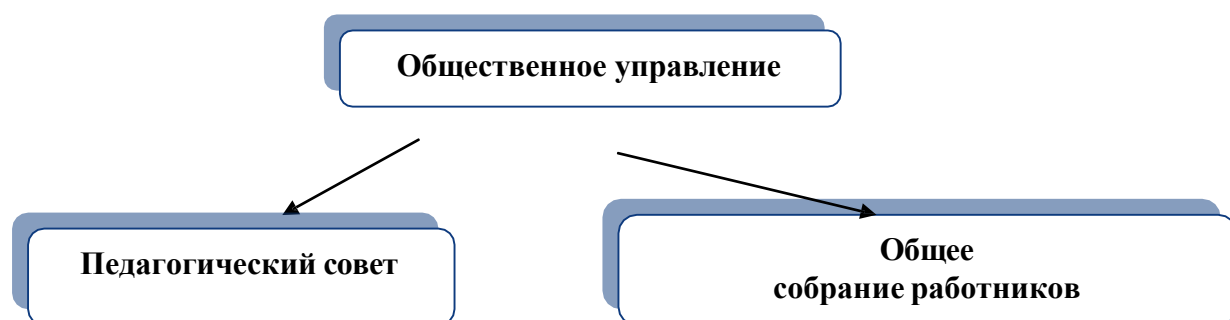 Общественное управление
Педагогический совет
Общее
собрание работников